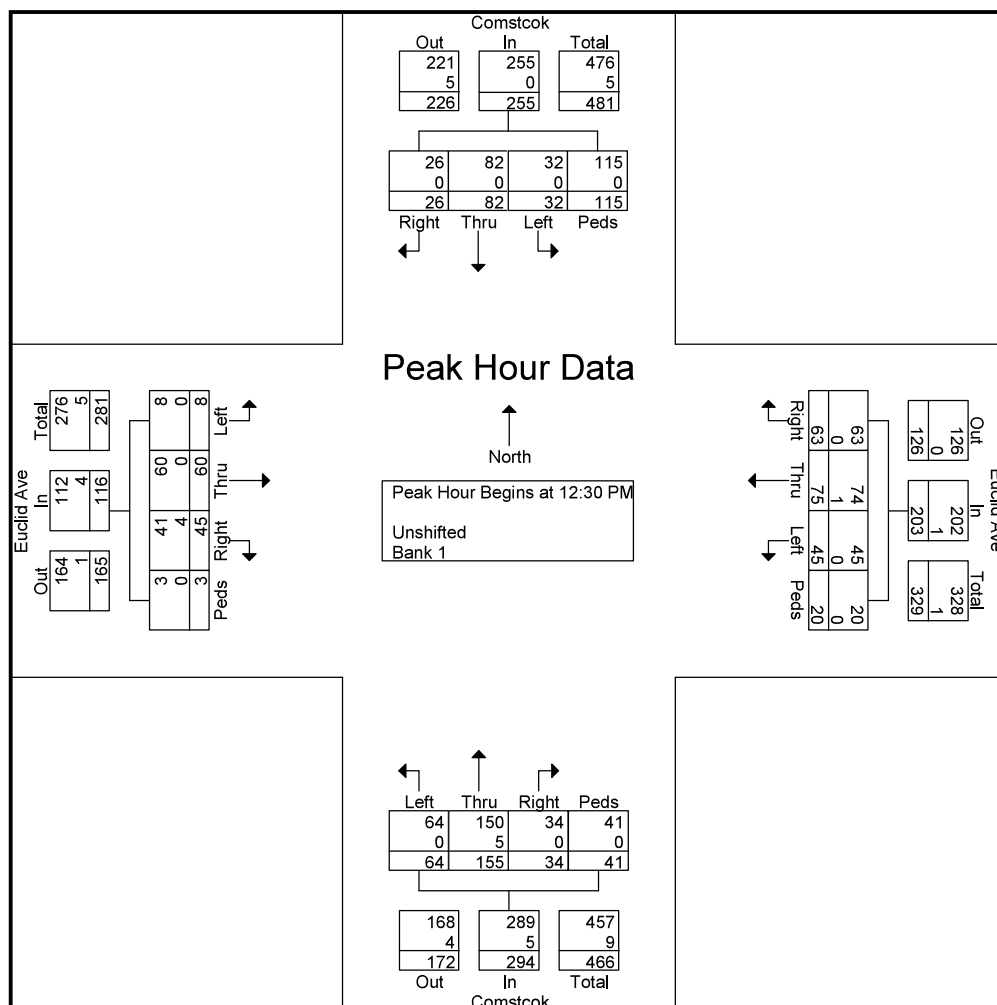 Comstcok
Out In Total
221 255 476
5 0 5
226 255 481
26 82 32 115
0 0 0 0
26 82 32 115
Right Thru Left Peds
Peak Hour Data
North
Peak Hour Begins at 12:30 PM
Unshifted
Bank 1
Euclid Ave
Out In Total
164 112 276
1 4 5
165 116 281
3 41 60 8
0 4 0 0
3 45 60 8
Peds Right Thru Left
Euclid Ave
Out In Total
126 202 328
0 1 1
126 203 329
63 74 45 20
0 1 0 0
63 75 45 20
Right Thru Left Peds
Left Thru Right Peds
64 150 34 41
0 5 0 0
64 155 34 41
168 289 457
4 5 9
172 294 466
Out In Total
Comstcok